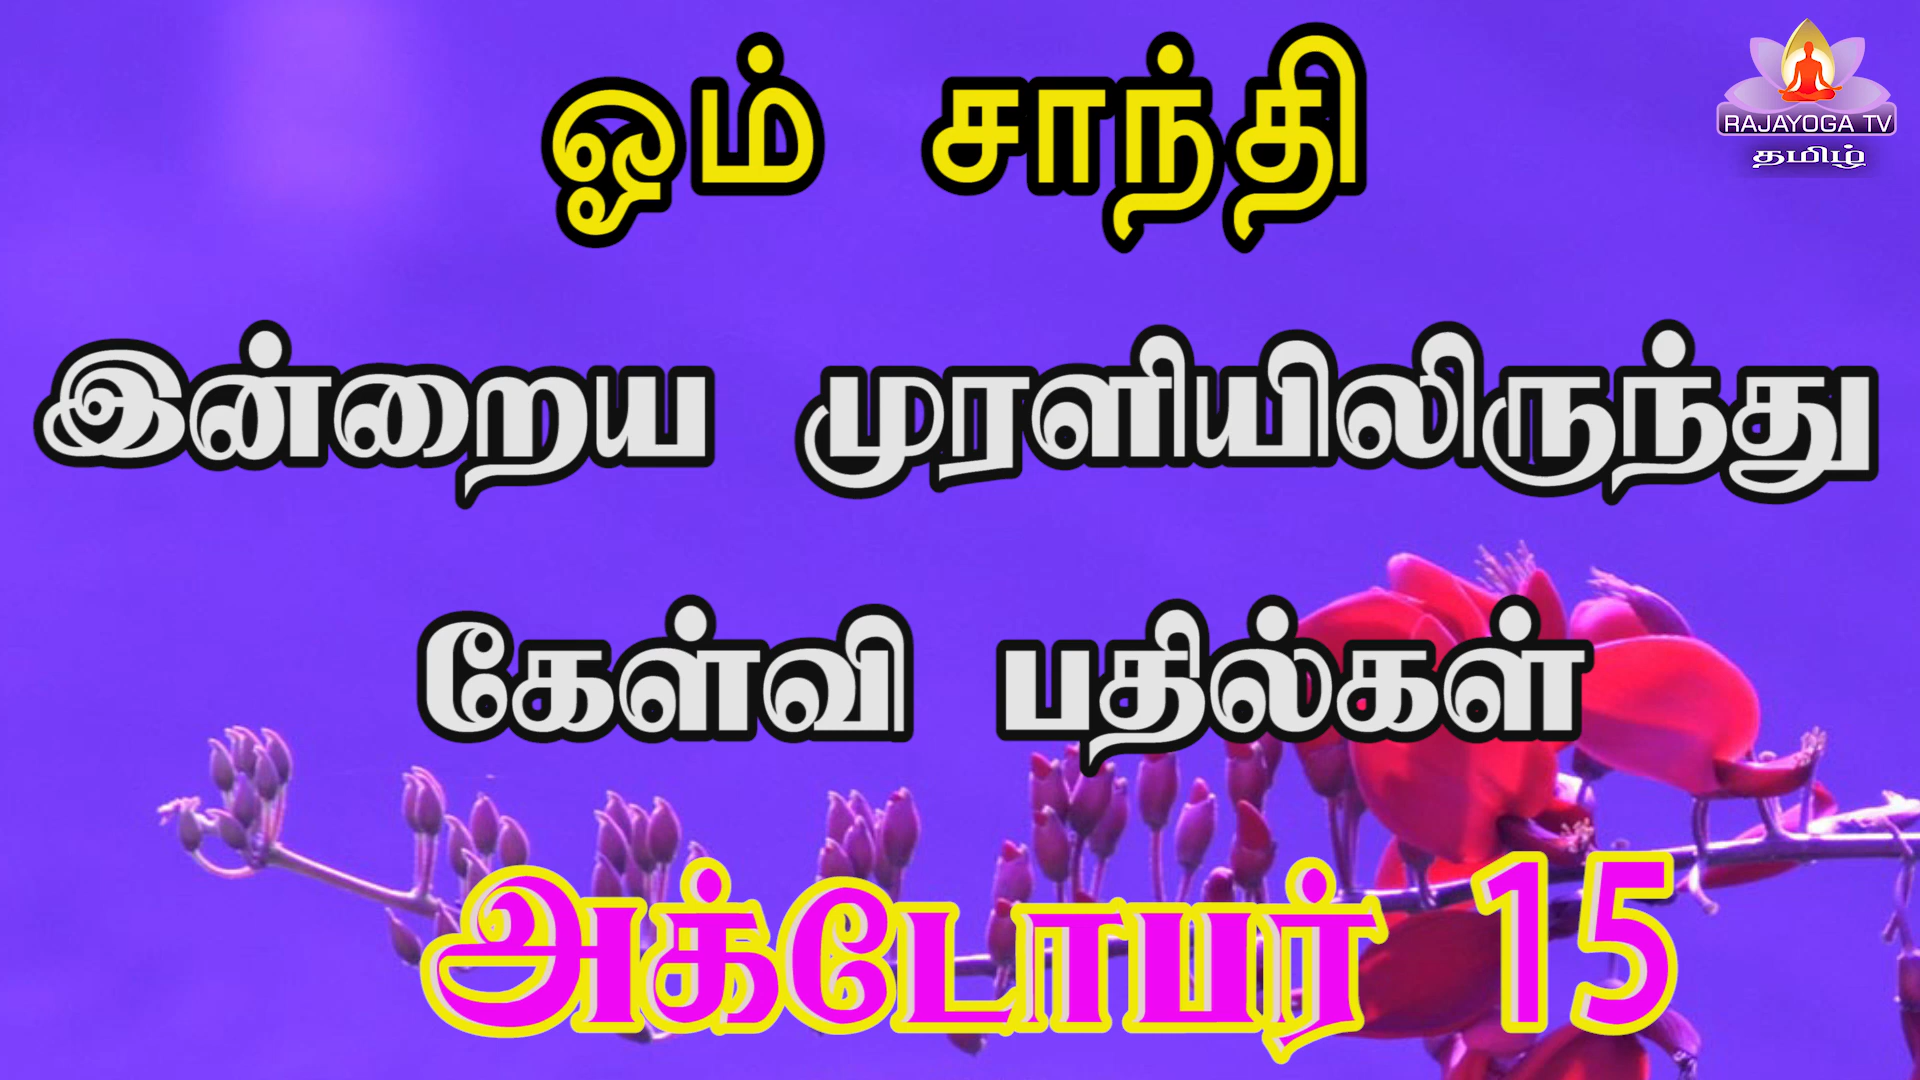 ஓம் சாந்தி
RAJAYOGA TV
தமிழ்
இன்றைய முரளியிலிருந்து
கேள்வி பதில்கள்
அக்டோபர் 15